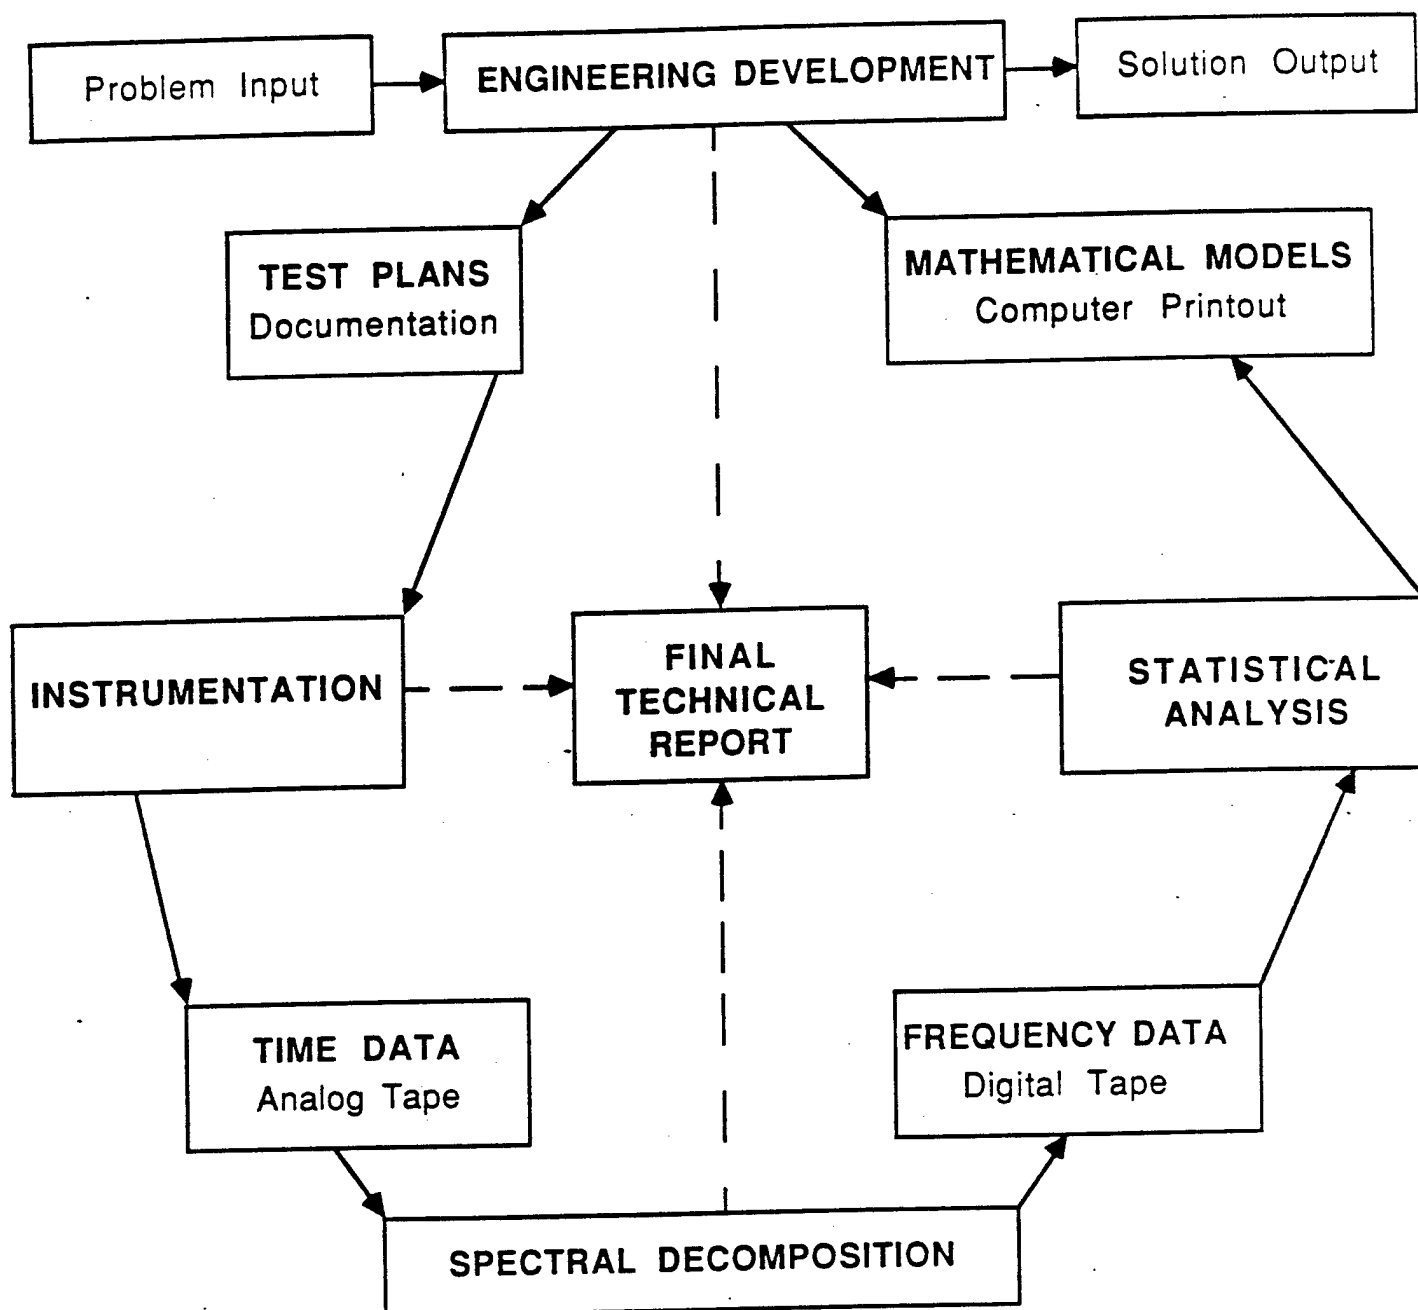 Problem Input
ENGINEERING DEVELOPMENT
Solution Output
TEST PLANS
Documentation
MATHEMATICAL MODELS
Computer Printout
INSTRUMENTATION
FINAL
TECHNICAL
REPORT
STATISTICAL
ANALYSIS
TIME DATA
Analog Tape
FREQUENCY DATA
Digital Tape
SPECTRAL DECOMPOSITION